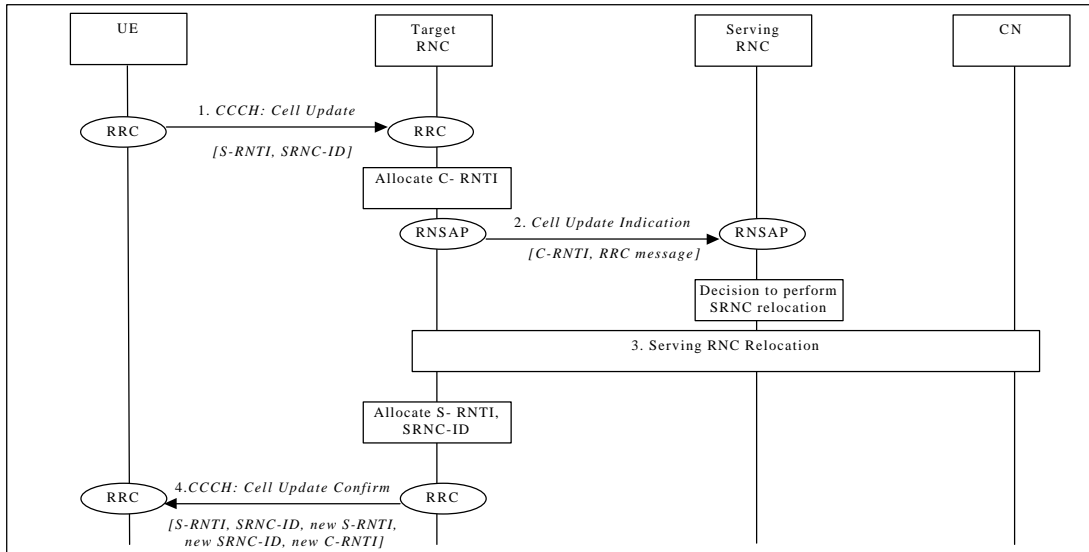 UE
Target
RNC
Serving
RNC
CN
1. CCCH: Cell Update
RRC
RRC
[S-RNTI, SRNC-ID]
Allocate C- RNTI
2. Cell Update Indication
RNSAP
RNSAP
[C-RNTI, RRC message]
Decision to perform
SRNC relocation
3. Serving RNC Relocation
Allocate S- RNTI,
SRNC-ID
4.CCCH: Cell Update Confirm
RRC
RRC
[S-RNTI, SRNC-ID, new S-RNTI,
new SRNC-ID, new C-RNTI]